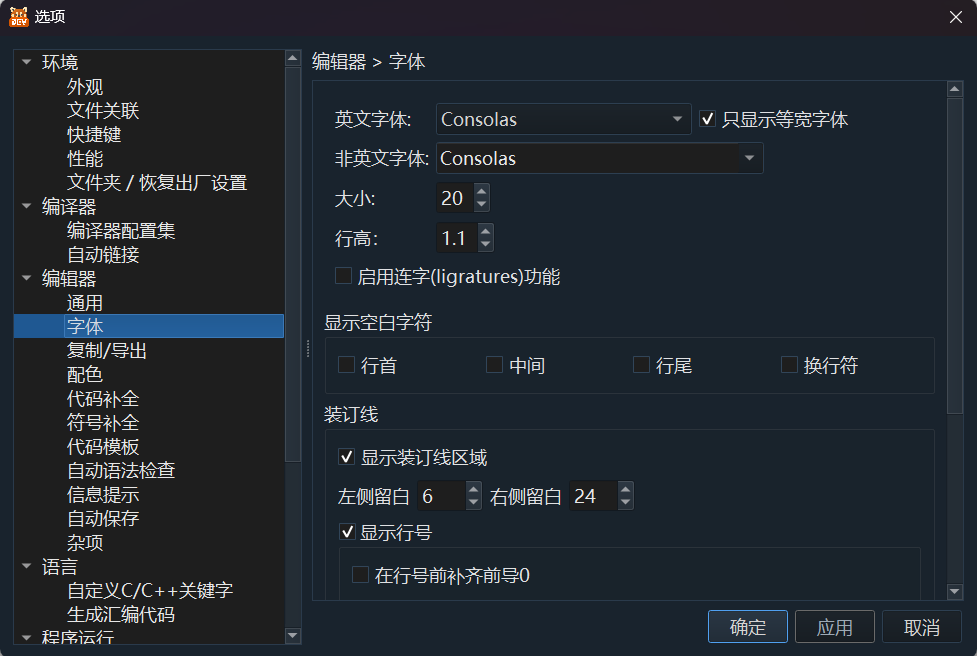 选项
环境
外观
文件关联
快捷键
性能
文件夹 / 恢复出厂设置
编译器
编译器配置集
自动链接
编辑器
通用
字体
复制/导出
配色
代码补全
符号补全
代码模板
自动语法检查
信息提示
自动保存
杂项
语言
自定义C/C++关键字
生成汇编代码
程序运行
编辑器 > 字体
英文字体: Consolas 只显示等宽字体
非英文字体: Consolas
大小: 20
行高: 1.1
启用连字(ligratures)功能
显示空白字符
行首 中间 行尾 换行符
装订线
显示装订线区域
左侧留白 6 右侧留白 24
显示行号
在行号前补齐前导0
确定 应用 取消